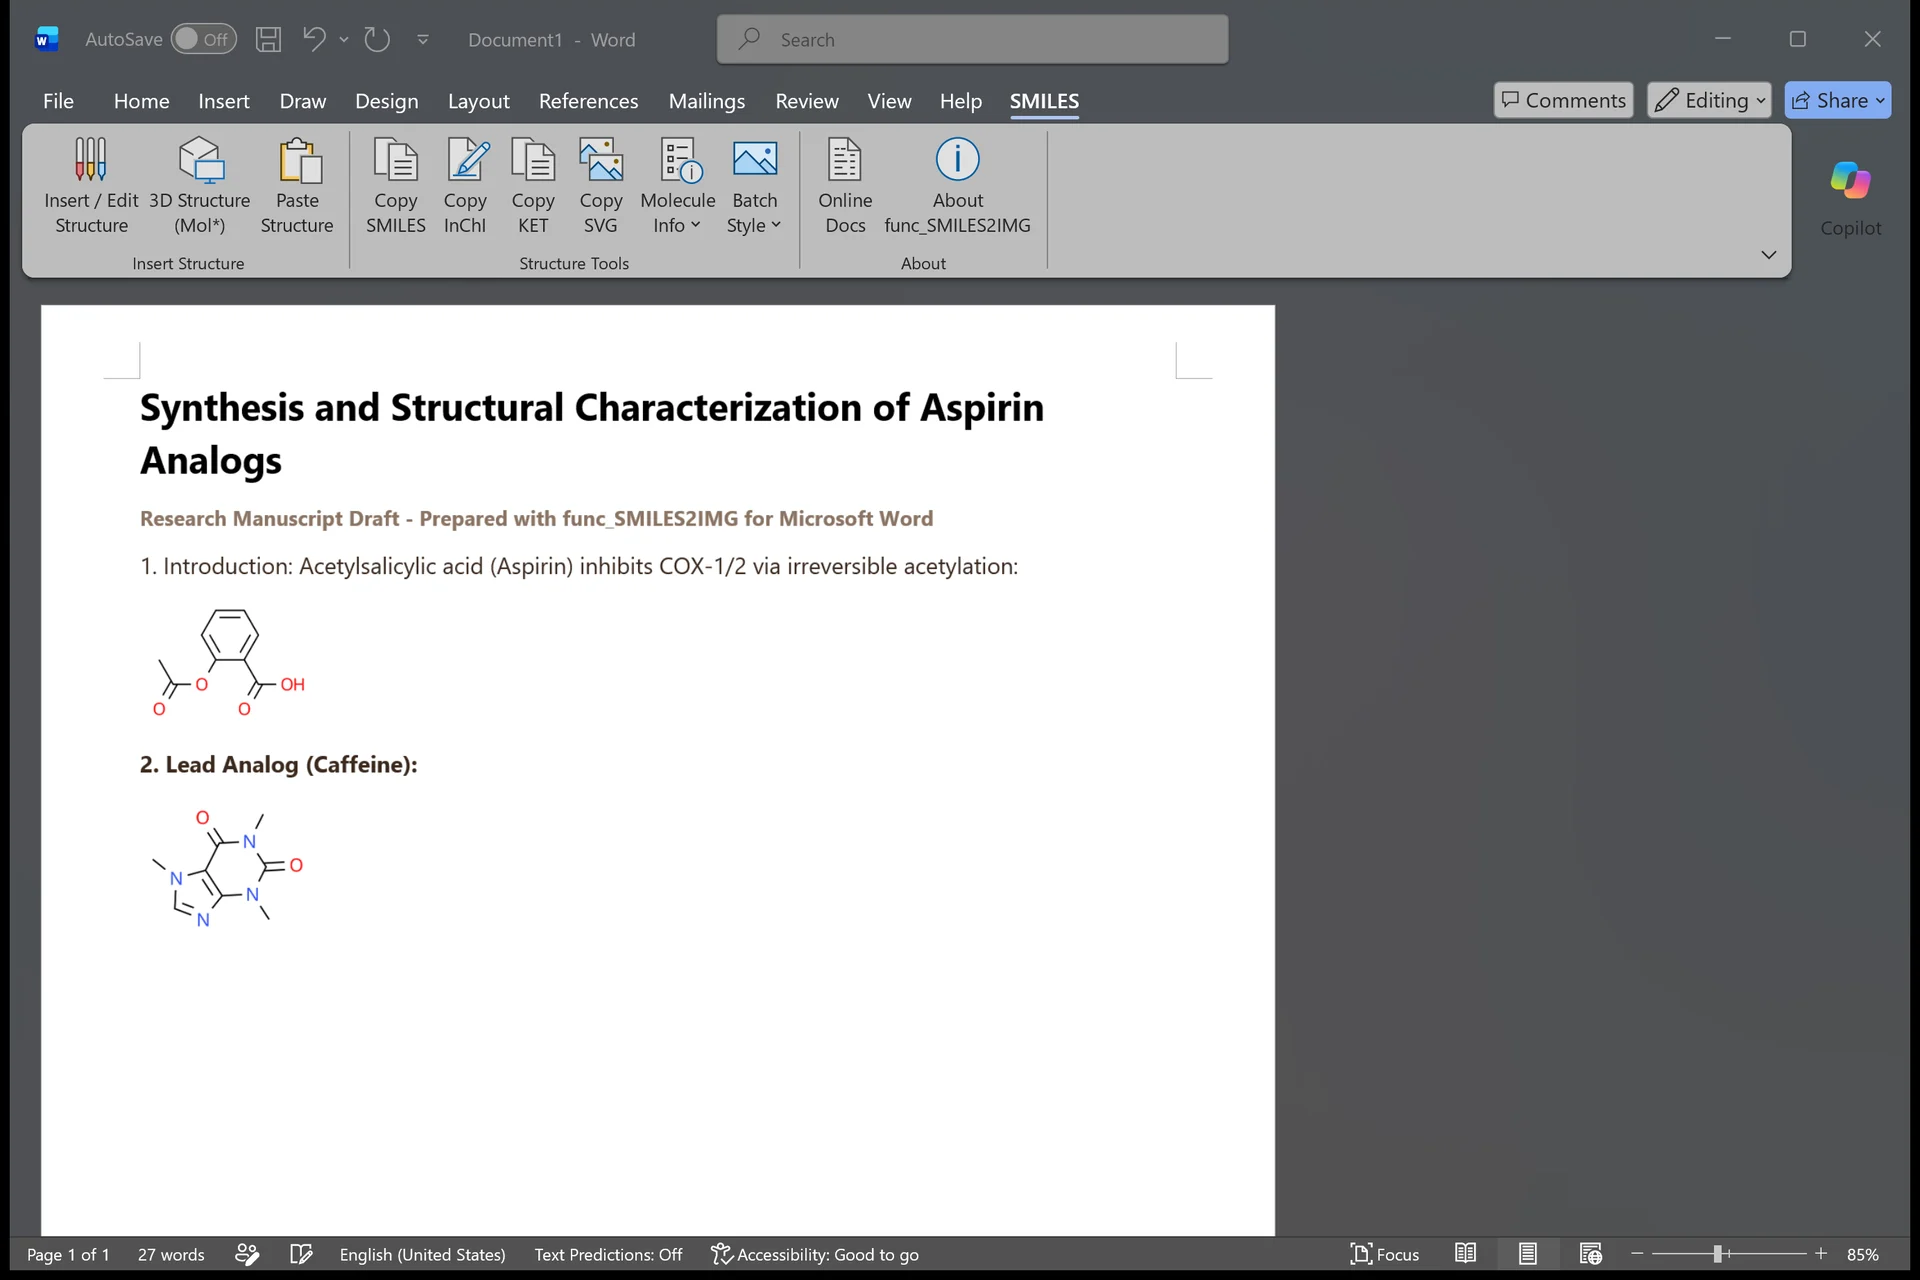 AutoSave Off Document1 - Word Search
File Home Insert Draw Design Layout References Mailings Review View Help SMILES Comments Editing Share
Insert / Edit Structure
3D Structure (Mol*)
Paste Structure
Insert Structure
Copy SMILES
Copy InChI
Copy KET
Copy SVG
Molecule Info
Batch Style
Structure Tools
Online Docs
About func_SMILES2IMG
About
Copilot
Synthesis and Structural Characterization of Aspirin
Analogs
Research Manuscript Draft - Prepared with func_SMILES2IMG for Microsoft Word
1. Introduction: Acetylsalicylic acid (Aspirin) inhibits COX-1/2 via irreversible acetylation:
O OH
O O
2. Lead Analog (Caffeine):
O
N
O
N
N
N
Page 1 of 1 27 words English (United States) Text Predictions: Off Accessibility: Good to go Focus 85%